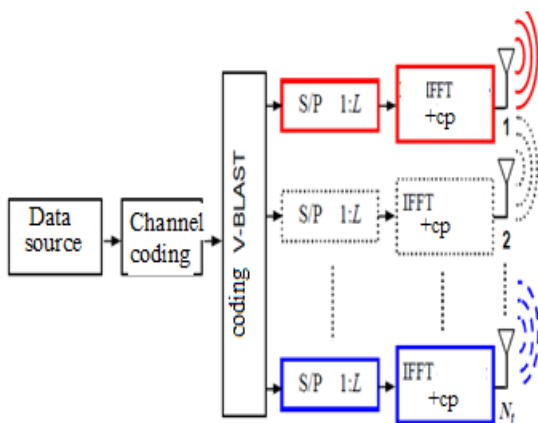 Data
source
Channel
coding
coding V-BLAST
S/P 1:L
IFFT
+cp
1
S/P 1:L
IFFT
+cp
2
S/P 1:L
IFFT
+cp
Nt